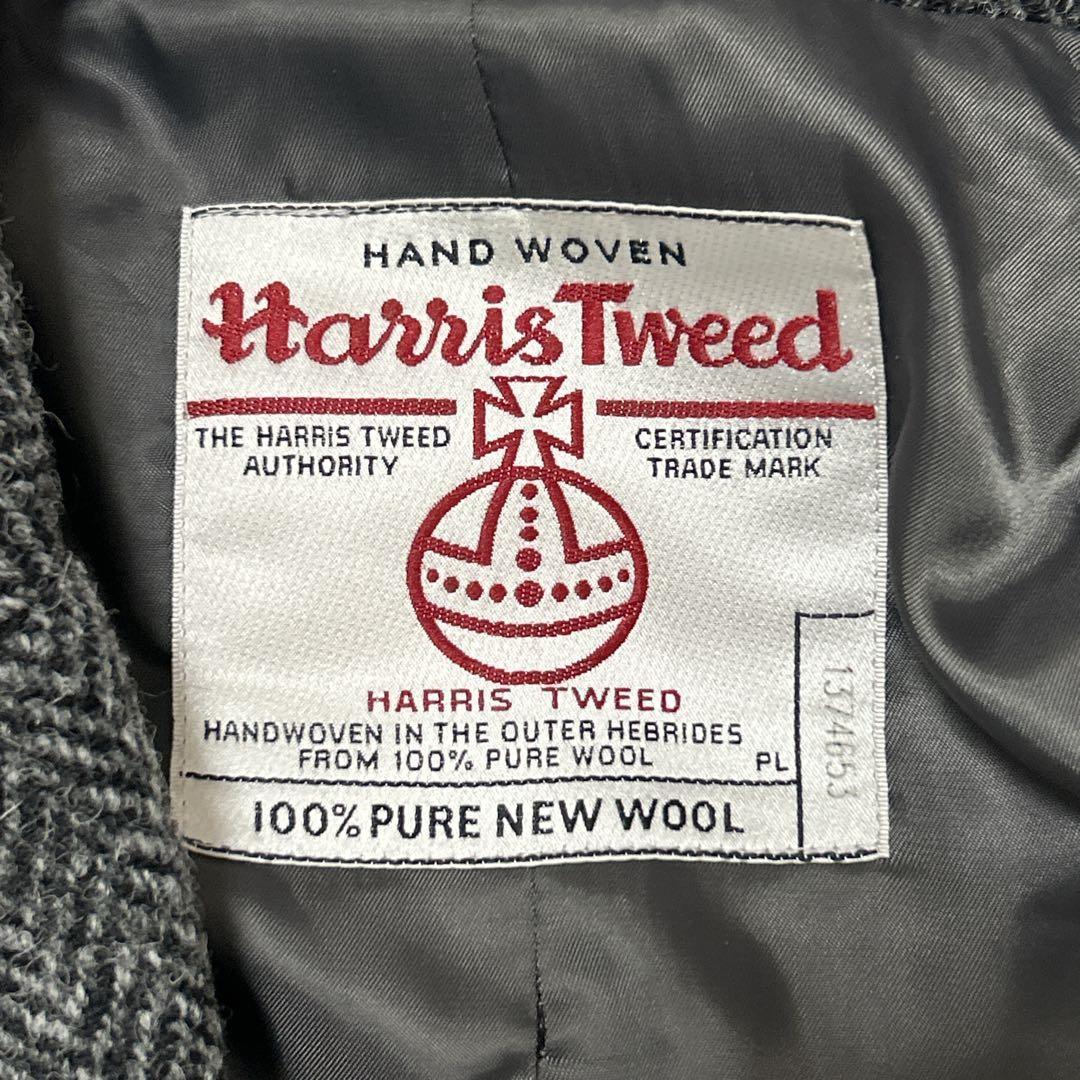 HAND WOVEN
Harris Tweed
THE HARRIS TWEED
AUTHORITY
CERTIFICATION
TRADE MARK
HARRIS TWEED
HANDWOVEN IN THE OUTER HEBRIDES
FROM 100% PURE WOOL
PL
1374653
100% PURE NEW WOOL